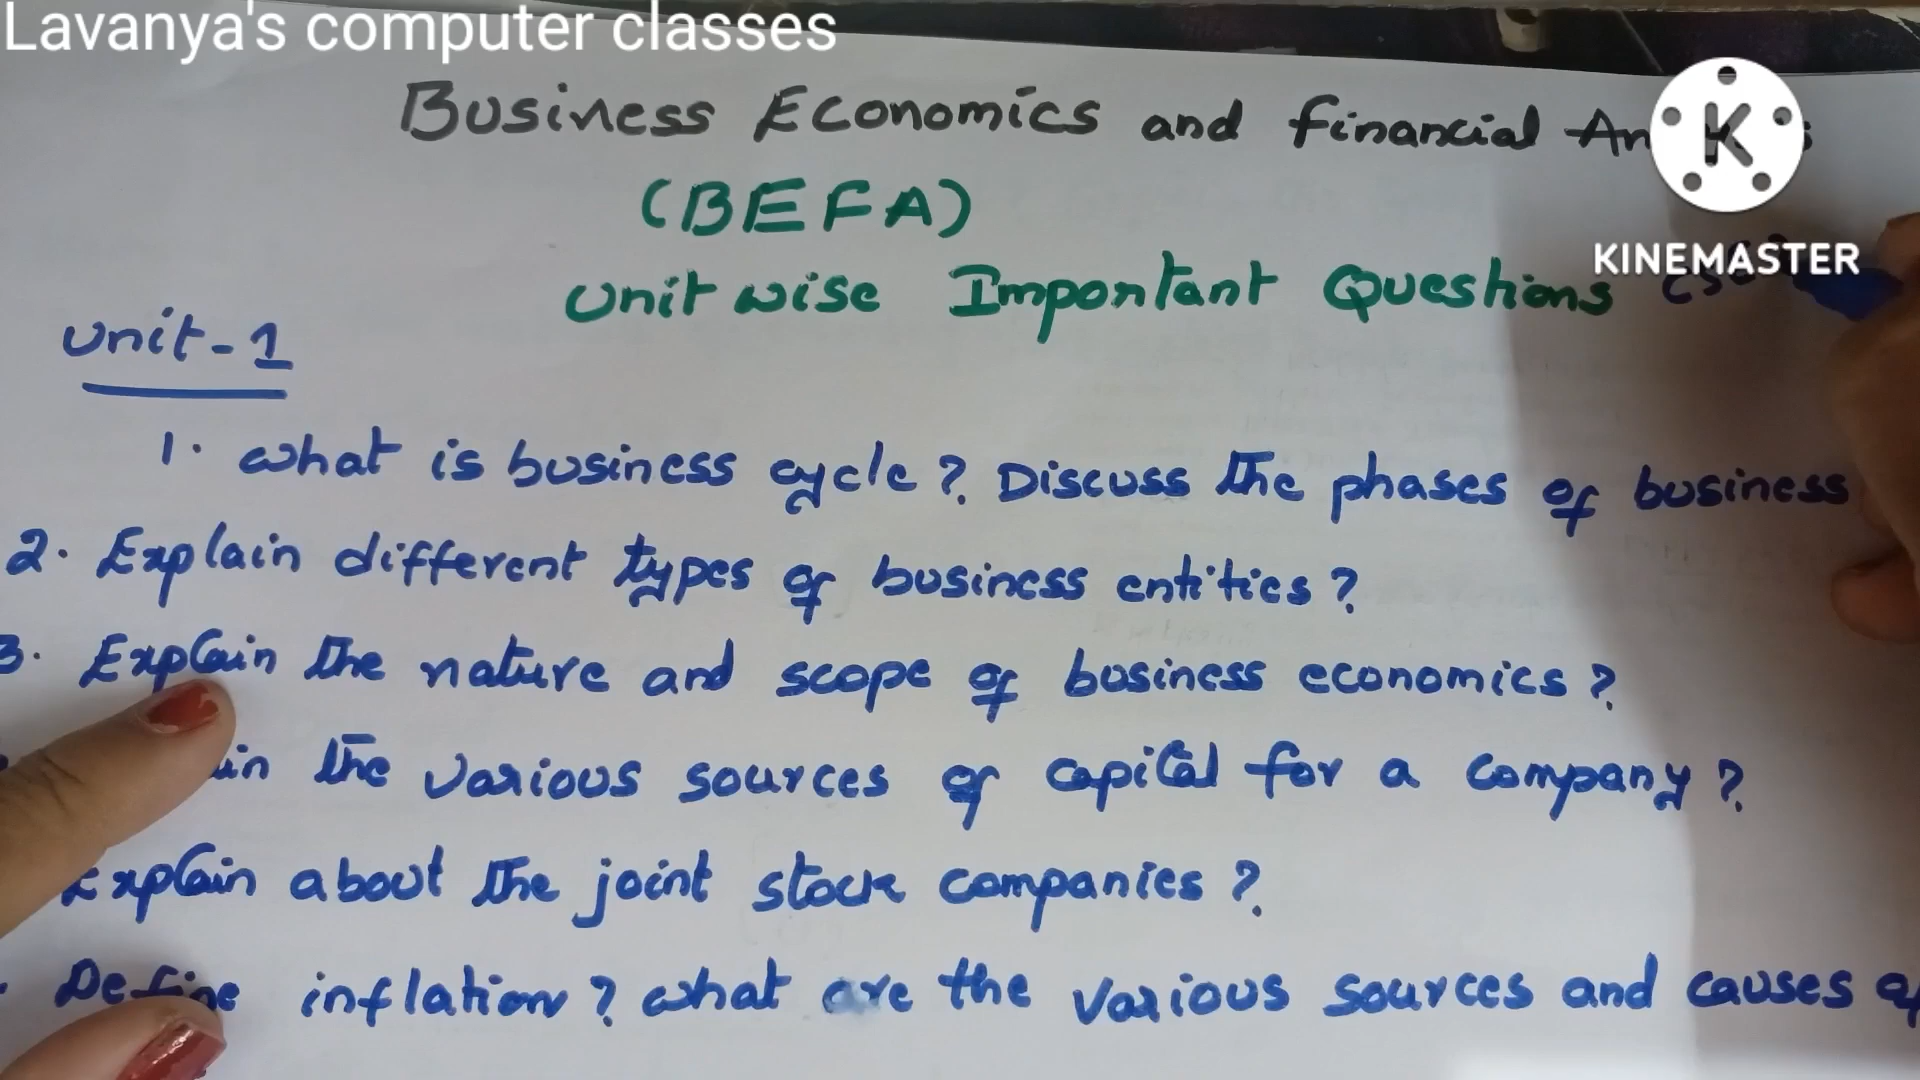 Lavanya's computer classes
Business Economics and Financial
(BEFA)
KINEMASTER
Unit wise Important Questions
Unit-1
1. What is business cycle? Discuss the phases of business
2. Explain different types of business entities?
3. Explain the nature and scope of business economics?
in the various sources of capital for a company?
Explain about the joint stock companies?
Define inflation? What are the various sources and causes of